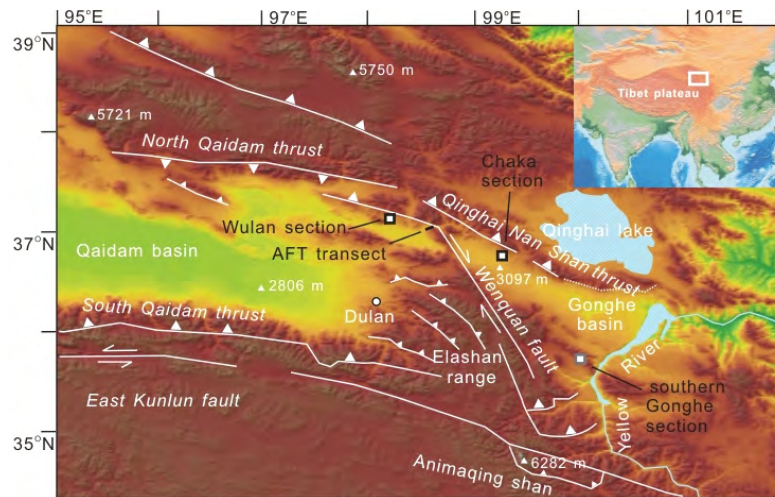 95°E
97°E
99°E
101°E
39°N
37°N
35°N
5750 m
5721 m
Tibet plateau
North Qaidam thrust
Chaka
section
Wulan section
AFT transect
Qinghai Nan Shan thrust
Qinghai lake
Qaidam basin
3097 m
2806 m
South Qaidam thrust
Dulan
Wenquan fault
Gonghe
basin
Elashan
range
Yellow River
southern
Gonghe
section
East Kunlun fault
6282 m
Animaqing shan